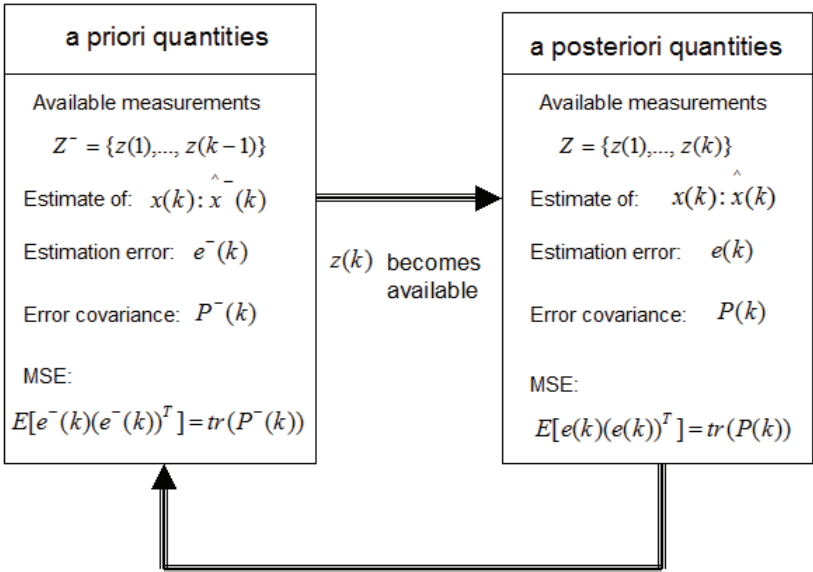 a priori quantities
Available measurements
Z⁻ = {z(1),..., z(k−1)}
Estimate of: x(k): x̂⁻(k)
Estimation error: e⁻(k)
Error covariance: P⁻(k)
MSE:
E[e⁻(k)(e⁻(k))ᵀ] = tr(P⁻(k))
z(k) becomes
available
a posteriori quantities
Available measurements
Z = {z(1),..., z(k)}
Estimate of: x(k): x̂(k)
Estimation error: e(k)
Error covariance: P(k)
MSE:
E[e(k)(e(k))ᵀ] = tr(P(k))